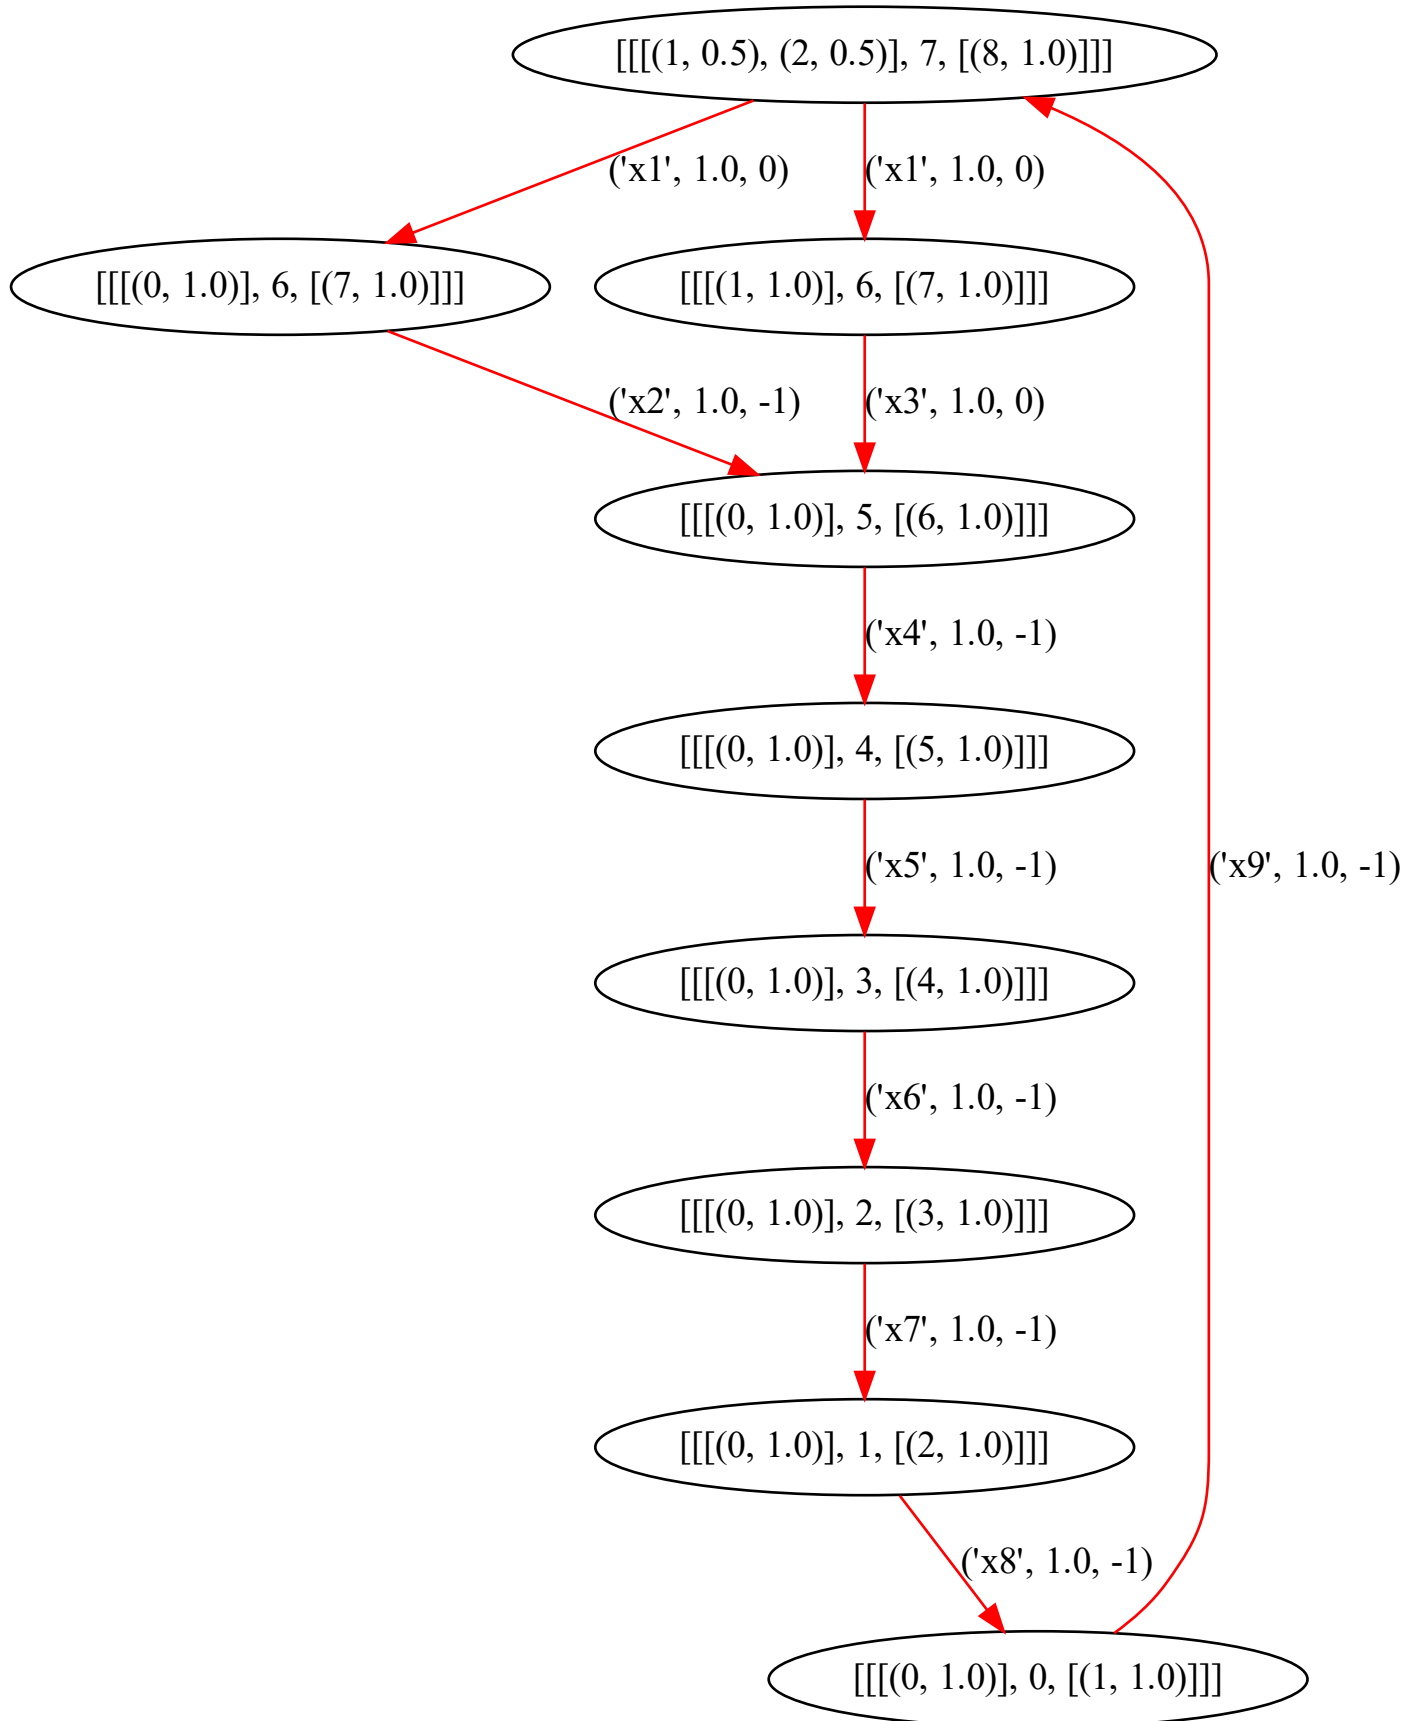 [[[(1, 0.5), (2, 0.5)], 7, [(8, 1.0)]]]
('x1', 1.0, 0)
('x1', 1.0, 0)
[[[(0, 1.0)], 6, [(7, 1.0)]]]
[[[(1, 1.0)], 6, [(7, 1.0)]]]
('x2', 1.0, -1)
('x3', 1.0, 0)
[[[(0, 1.0)], 5, [(6, 1.0)]]]
('x4', 1.0, -1)
[[[(0, 1.0)], 4, [(5, 1.0)]]]
('x5', 1.0, -1)
('x9', 1.0, -1)
[[[(0, 1.0)], 3, [(4, 1.0)]]]
('x6', 1.0, -1)
[[[(0, 1.0)], 2, [(3, 1.0)]]]
('x7', 1.0, -1)
[[[(0, 1.0)], 1, [(2, 1.0)]]]
('x8', 1.0, -1)
[[[(0, 1.0)], 0, [(1, 1.0)]]]